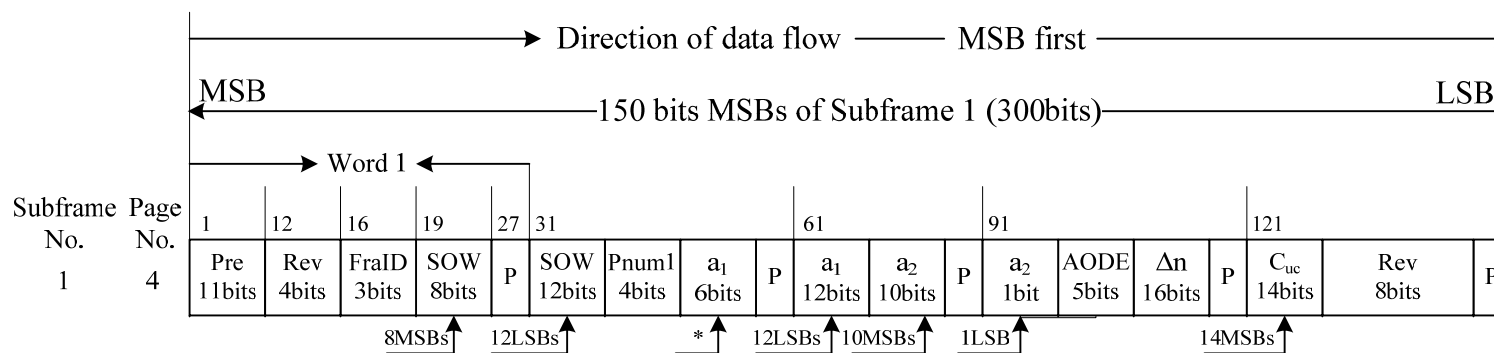 Direction of data flow MSB first
MSB LSB
150 bits MSBs of Subframe 1 (300bits)
Word 1
Subframe No. Page No.
1 12 16 19 27 31 61 91 121
1 4
Pre 11bits
Rev 4bits
FraID 3bits
SOW 8bits
P
SOW 12bits
Pnum1 4bits
a₁ 6bits
P
a₁ 12bits
a₂ 10bits
P
a₂ 1bit
AODE 5bits
Δn 16bits
P
Cuc 14bits
Rev 8bits
P
8MSBs 12LSBs * 12LSBs 10MSBs 1LSB 14MSBs